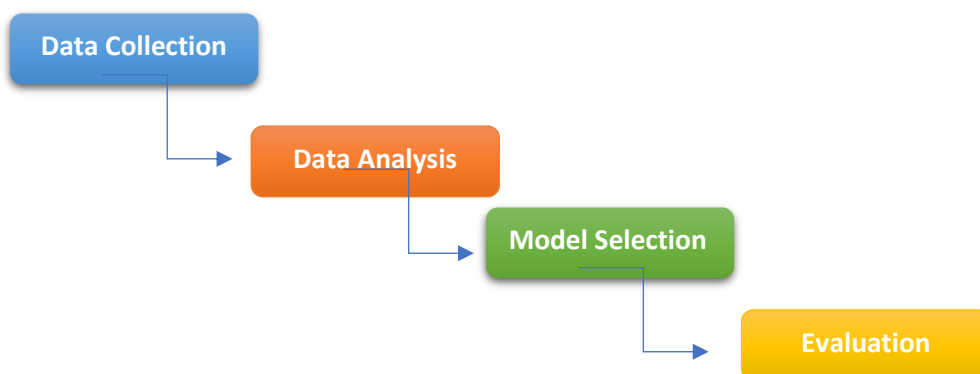 Data Collection
Data Analysis
Model Selection
Evaluation